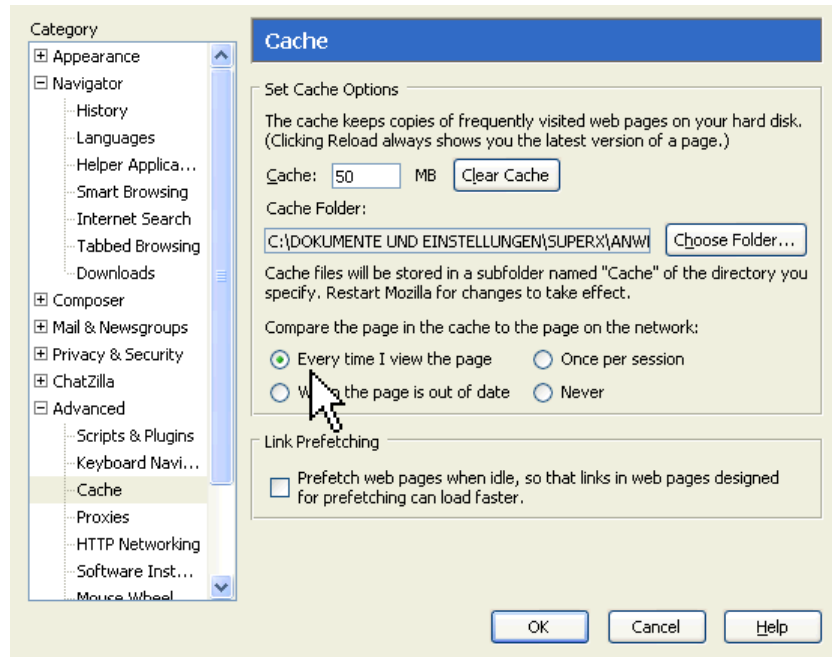 Category
Appearance
Navigator
History
Languages
Helper Applica...
Smart Browsing
Internet Search
Tabbed Browsing
Downloads
Composer
Mail & Newsgroups
Privacy & Security
ChatZilla
Advanced
Scripts & Plugins
Keyboard Navi...
Cache
Proxies
HTTP Networking
Software Inst...
Mouse Wheel
Cache
Set Cache Options
The cache keeps copies of frequently visited web pages on your hard disk.
(Clicking Reload always shows you the latest version of a page.)
Cache: 50 MB Clear Cache
Cache Folder:
C:\DOKUMENTE UND EINSTELLUNGEN\SUPERX\ANWI Choose Folder...
Cache files will be stored in a subfolder named "Cache" of the directory you
specify. Restart Mozilla for changes to take effect.
Compare the page in the cache to the page on the network:
Every time I view the page Once per session
the page is out of date Never
Link Prefetching
Prefetch web pages when idle, so that links in web pages designed
for prefetching can load faster.
OK Cancel Help